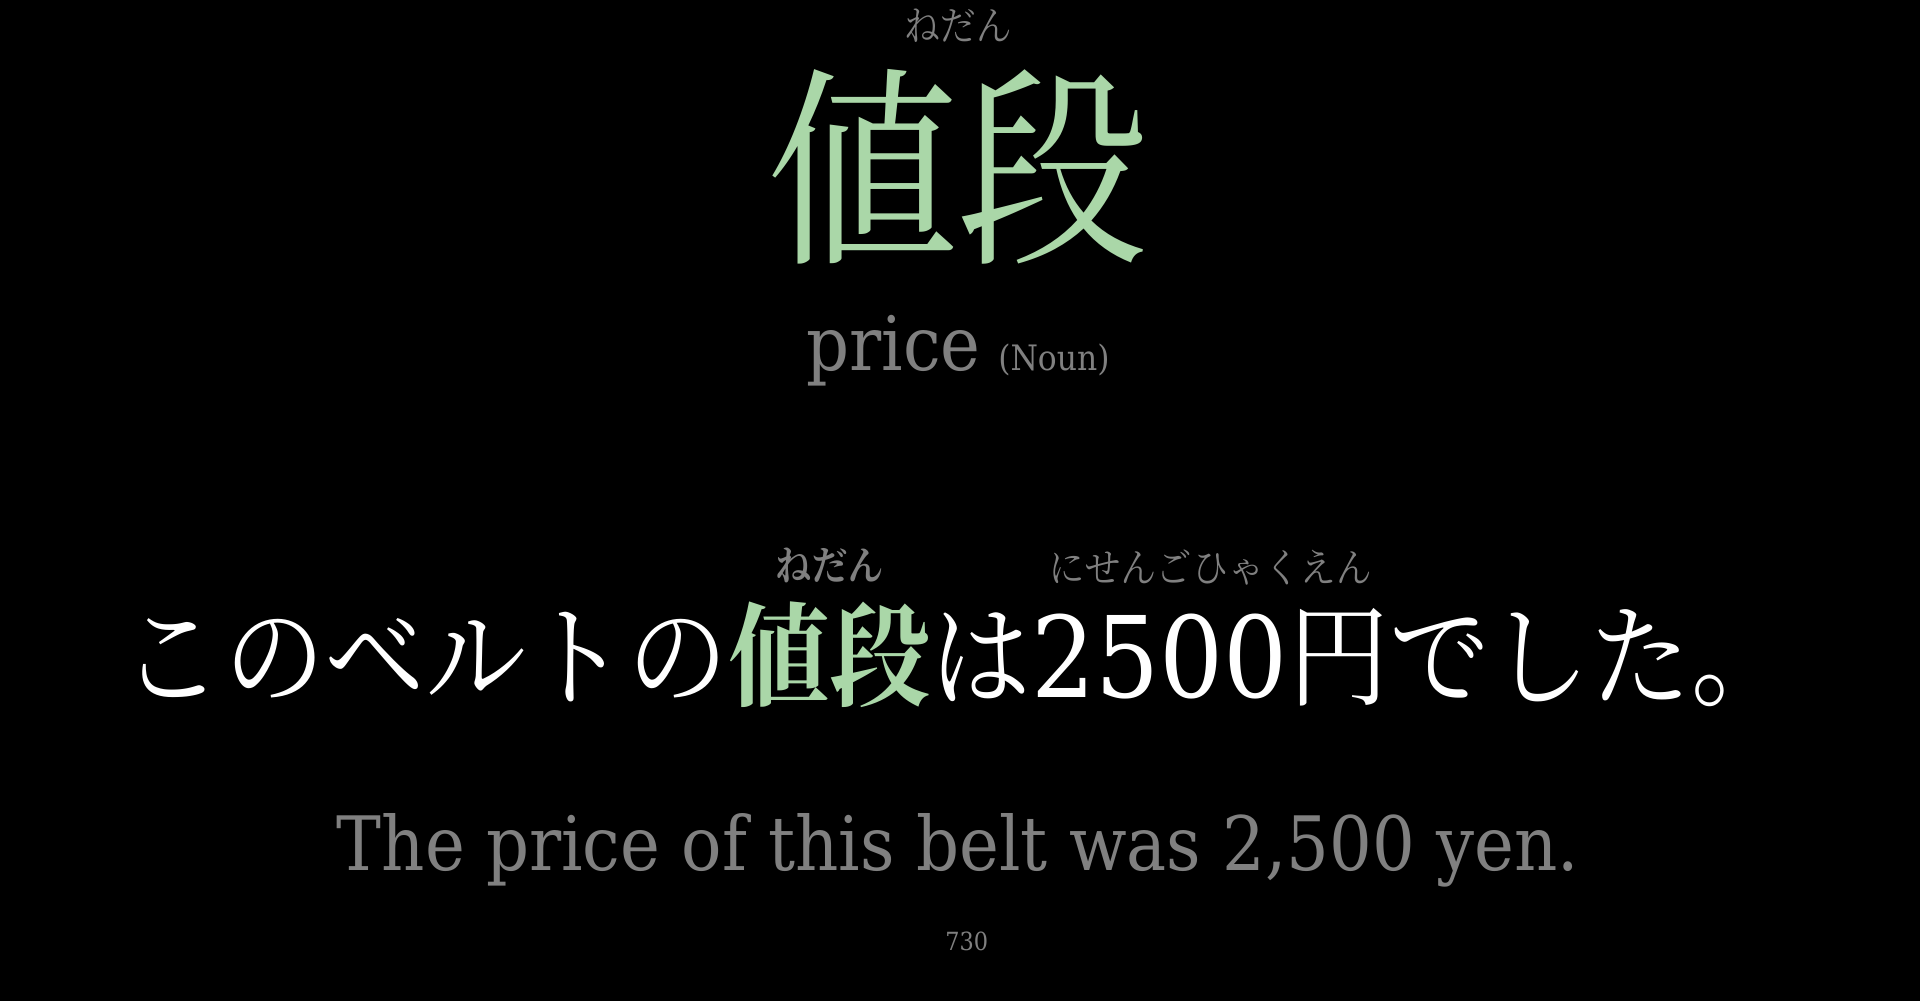 ねだん
値段
price (Noun)
ねだん にせんごひゃくえん
このベルトの値段は2500円でした。
The price of this belt was 2,500 yen.
730